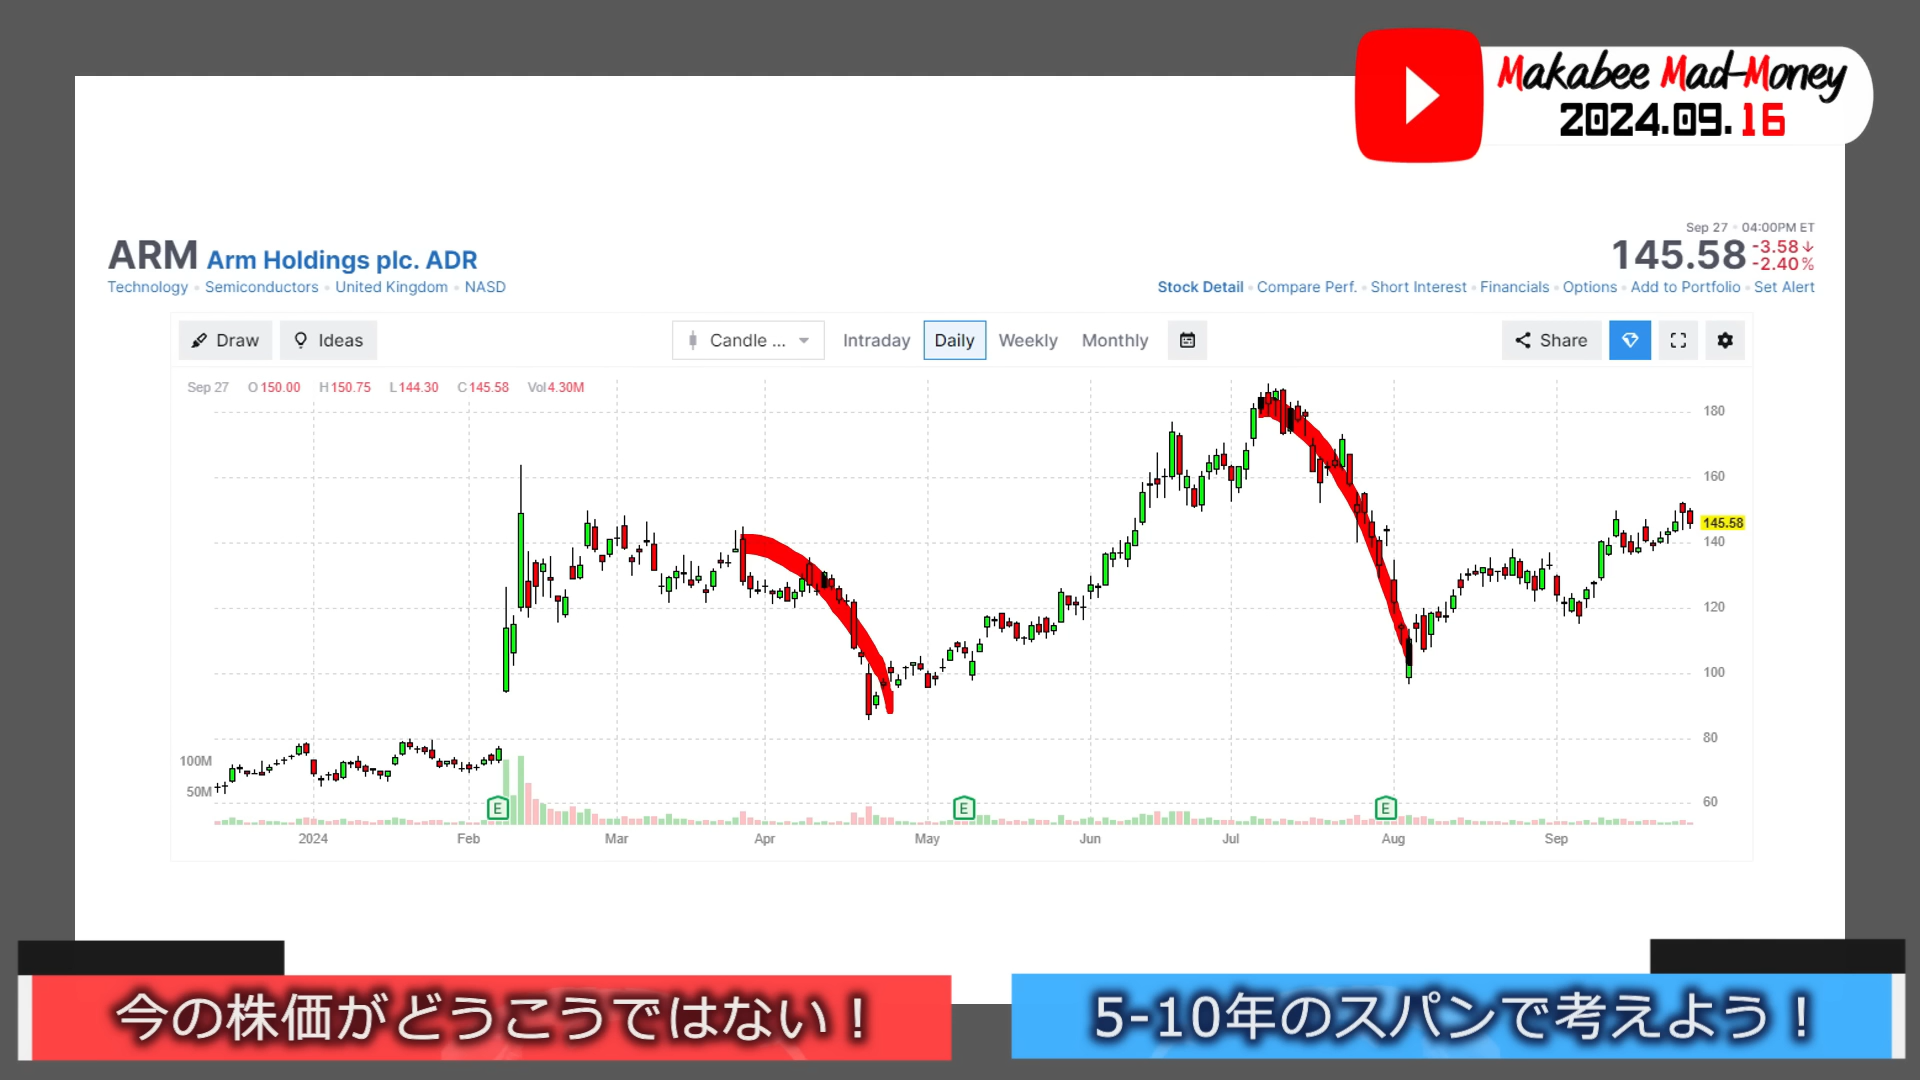 Makabee Mad-Money
2024.09.16
Sep 27 • 04:00PM ET
ARM Arm Holdings plc. ADR
145.58 -3.58↓
-2.40%
Technology • Semiconductors • United Kingdom • NASD
Stock Detail • Compare Perf. • Short Interest • Financials • Options • Add to Portfolio • Set Alert
Draw
Ideas
Candle ...
Intraday
Daily
Weekly
Monthly
Share
Sep 27 O 150.00 H 150.75 L 144.30 C 145.58 Vol 4.30M
180
160
145.58
140
120
100
80
60
100M
50M
E
E
E
2024 Feb Mar Apr May Jun Jul Aug Sep
今の株価がどうこうではない！
5-10年のスパンで考えよう！